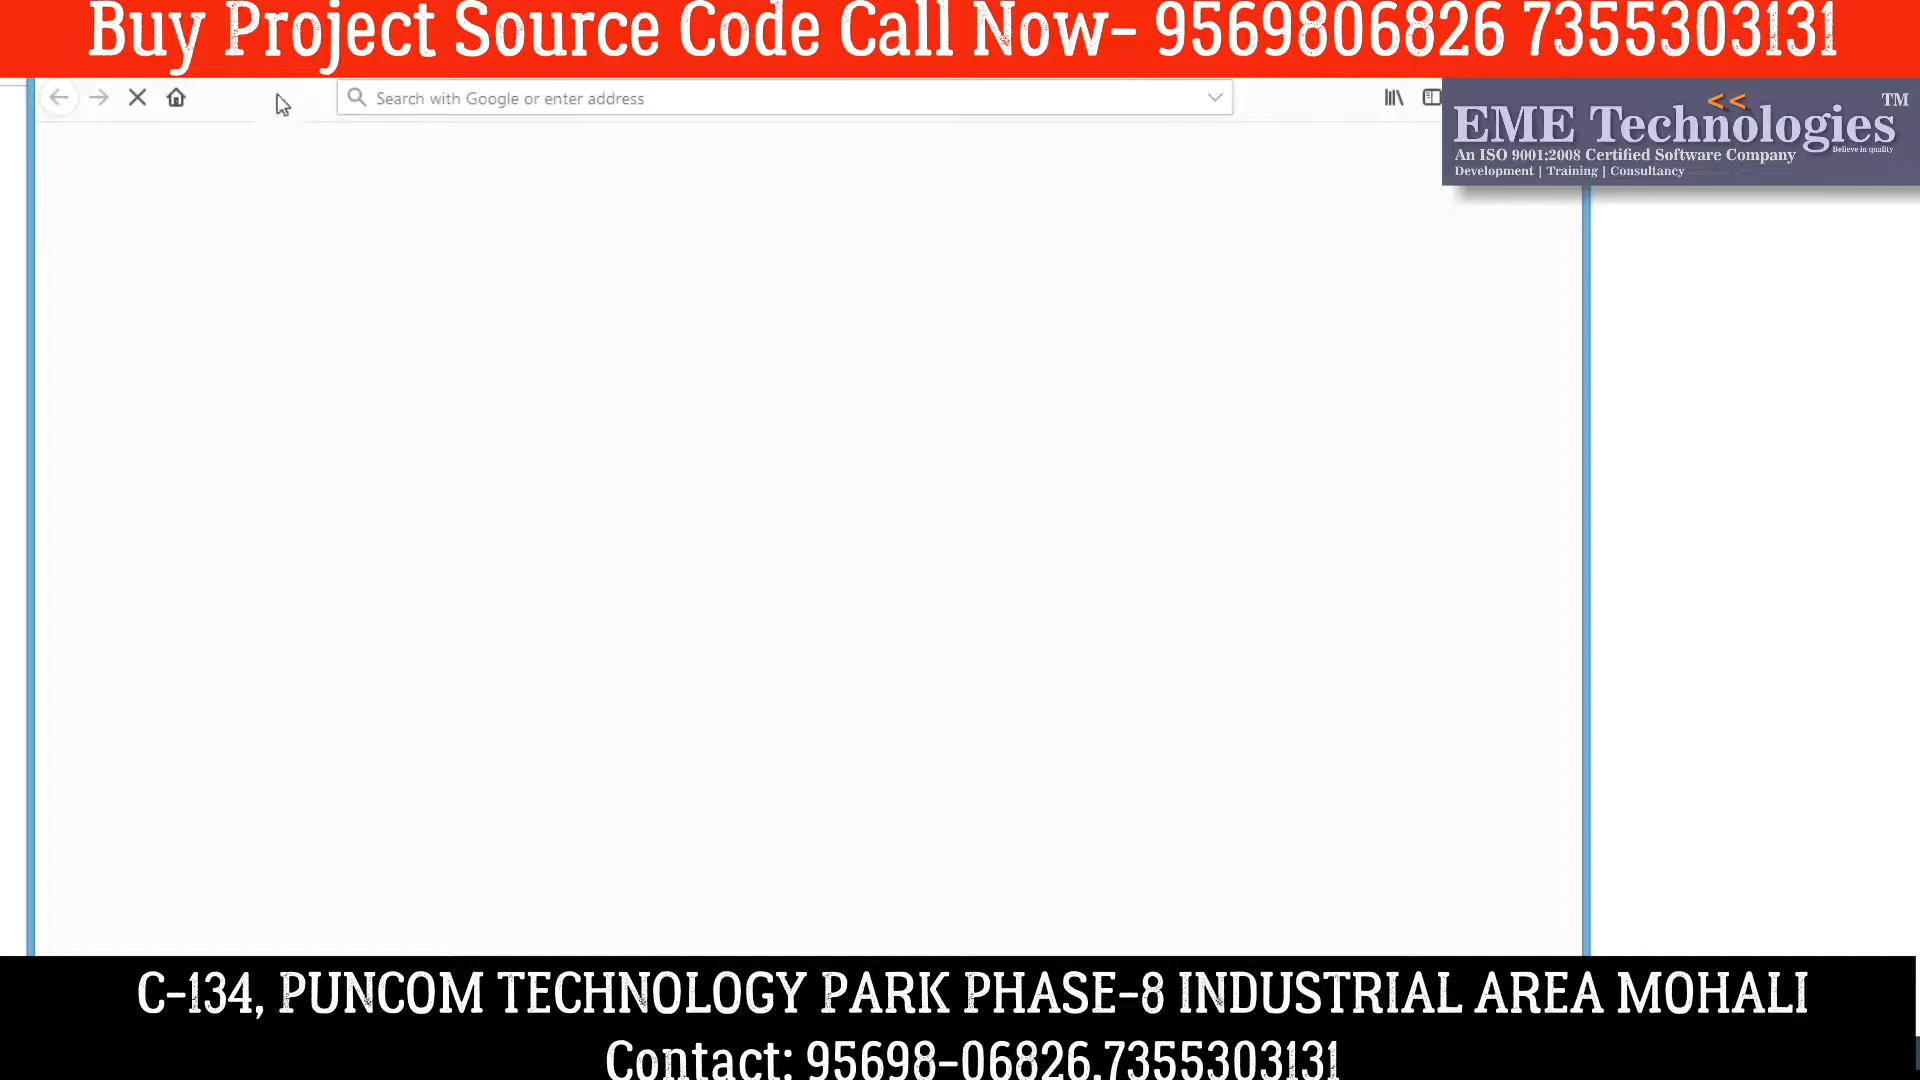 Buy Project Source Code Call Now- 9569806826 7355303131
Search with Google or enter address
<< TM
EME Technologies
Believe in quality
An ISO 9001:2008 Certified Software Company
Development | Training | Consultancy
C-134, PUNCOM TECHNOLOGY PARK PHASE-8 INDUSTRIAL AREA MOHALI
Contact: 95698-06826,7355303131